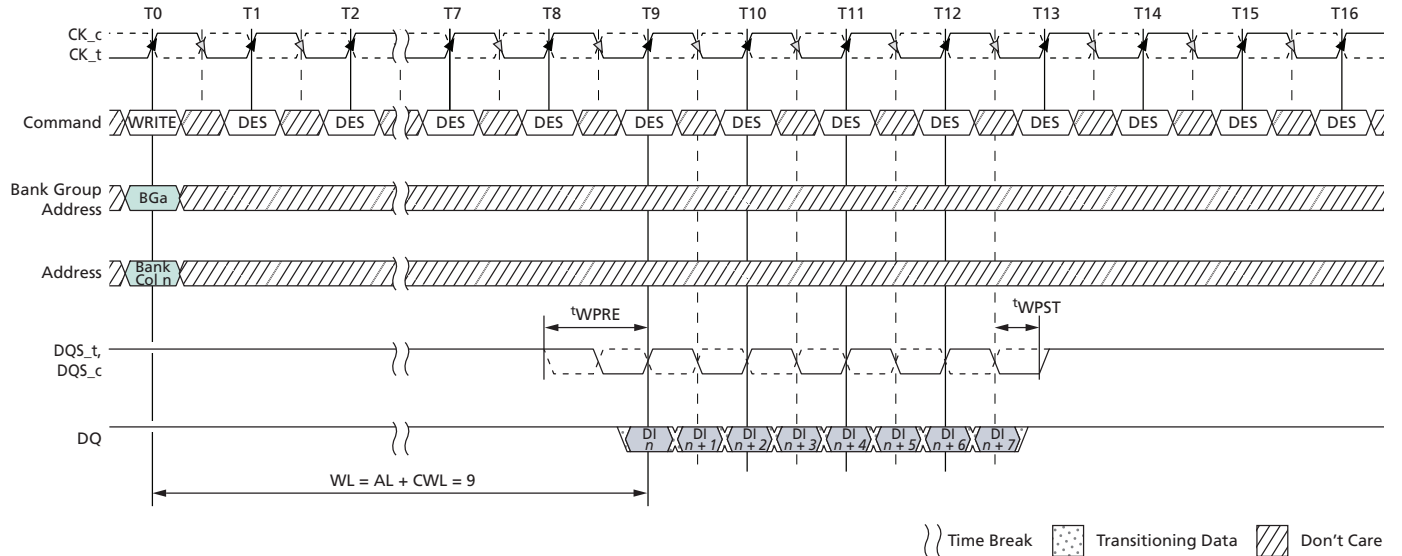 T0 T1 T2 T7 T8 T9 T10 T11 T12 T13 T14 T15 T16
CK_c
CK_t
Command WRITE DES DES DES DES DES DES DES DES DES DES DES DES
Bank Group
Address
BGa
Address
Bank
Col n
tWPRE
tWPST
DQS_t,
DQS_c
DQ
DI
n
DI
n + 1
DI
n + 2
DI
n + 3
DI
n + 4
DI
n + 5
DI
n + 6
DI
n + 7
WL = AL + CWL = 9
Time Break Transitioning Data Don't Care